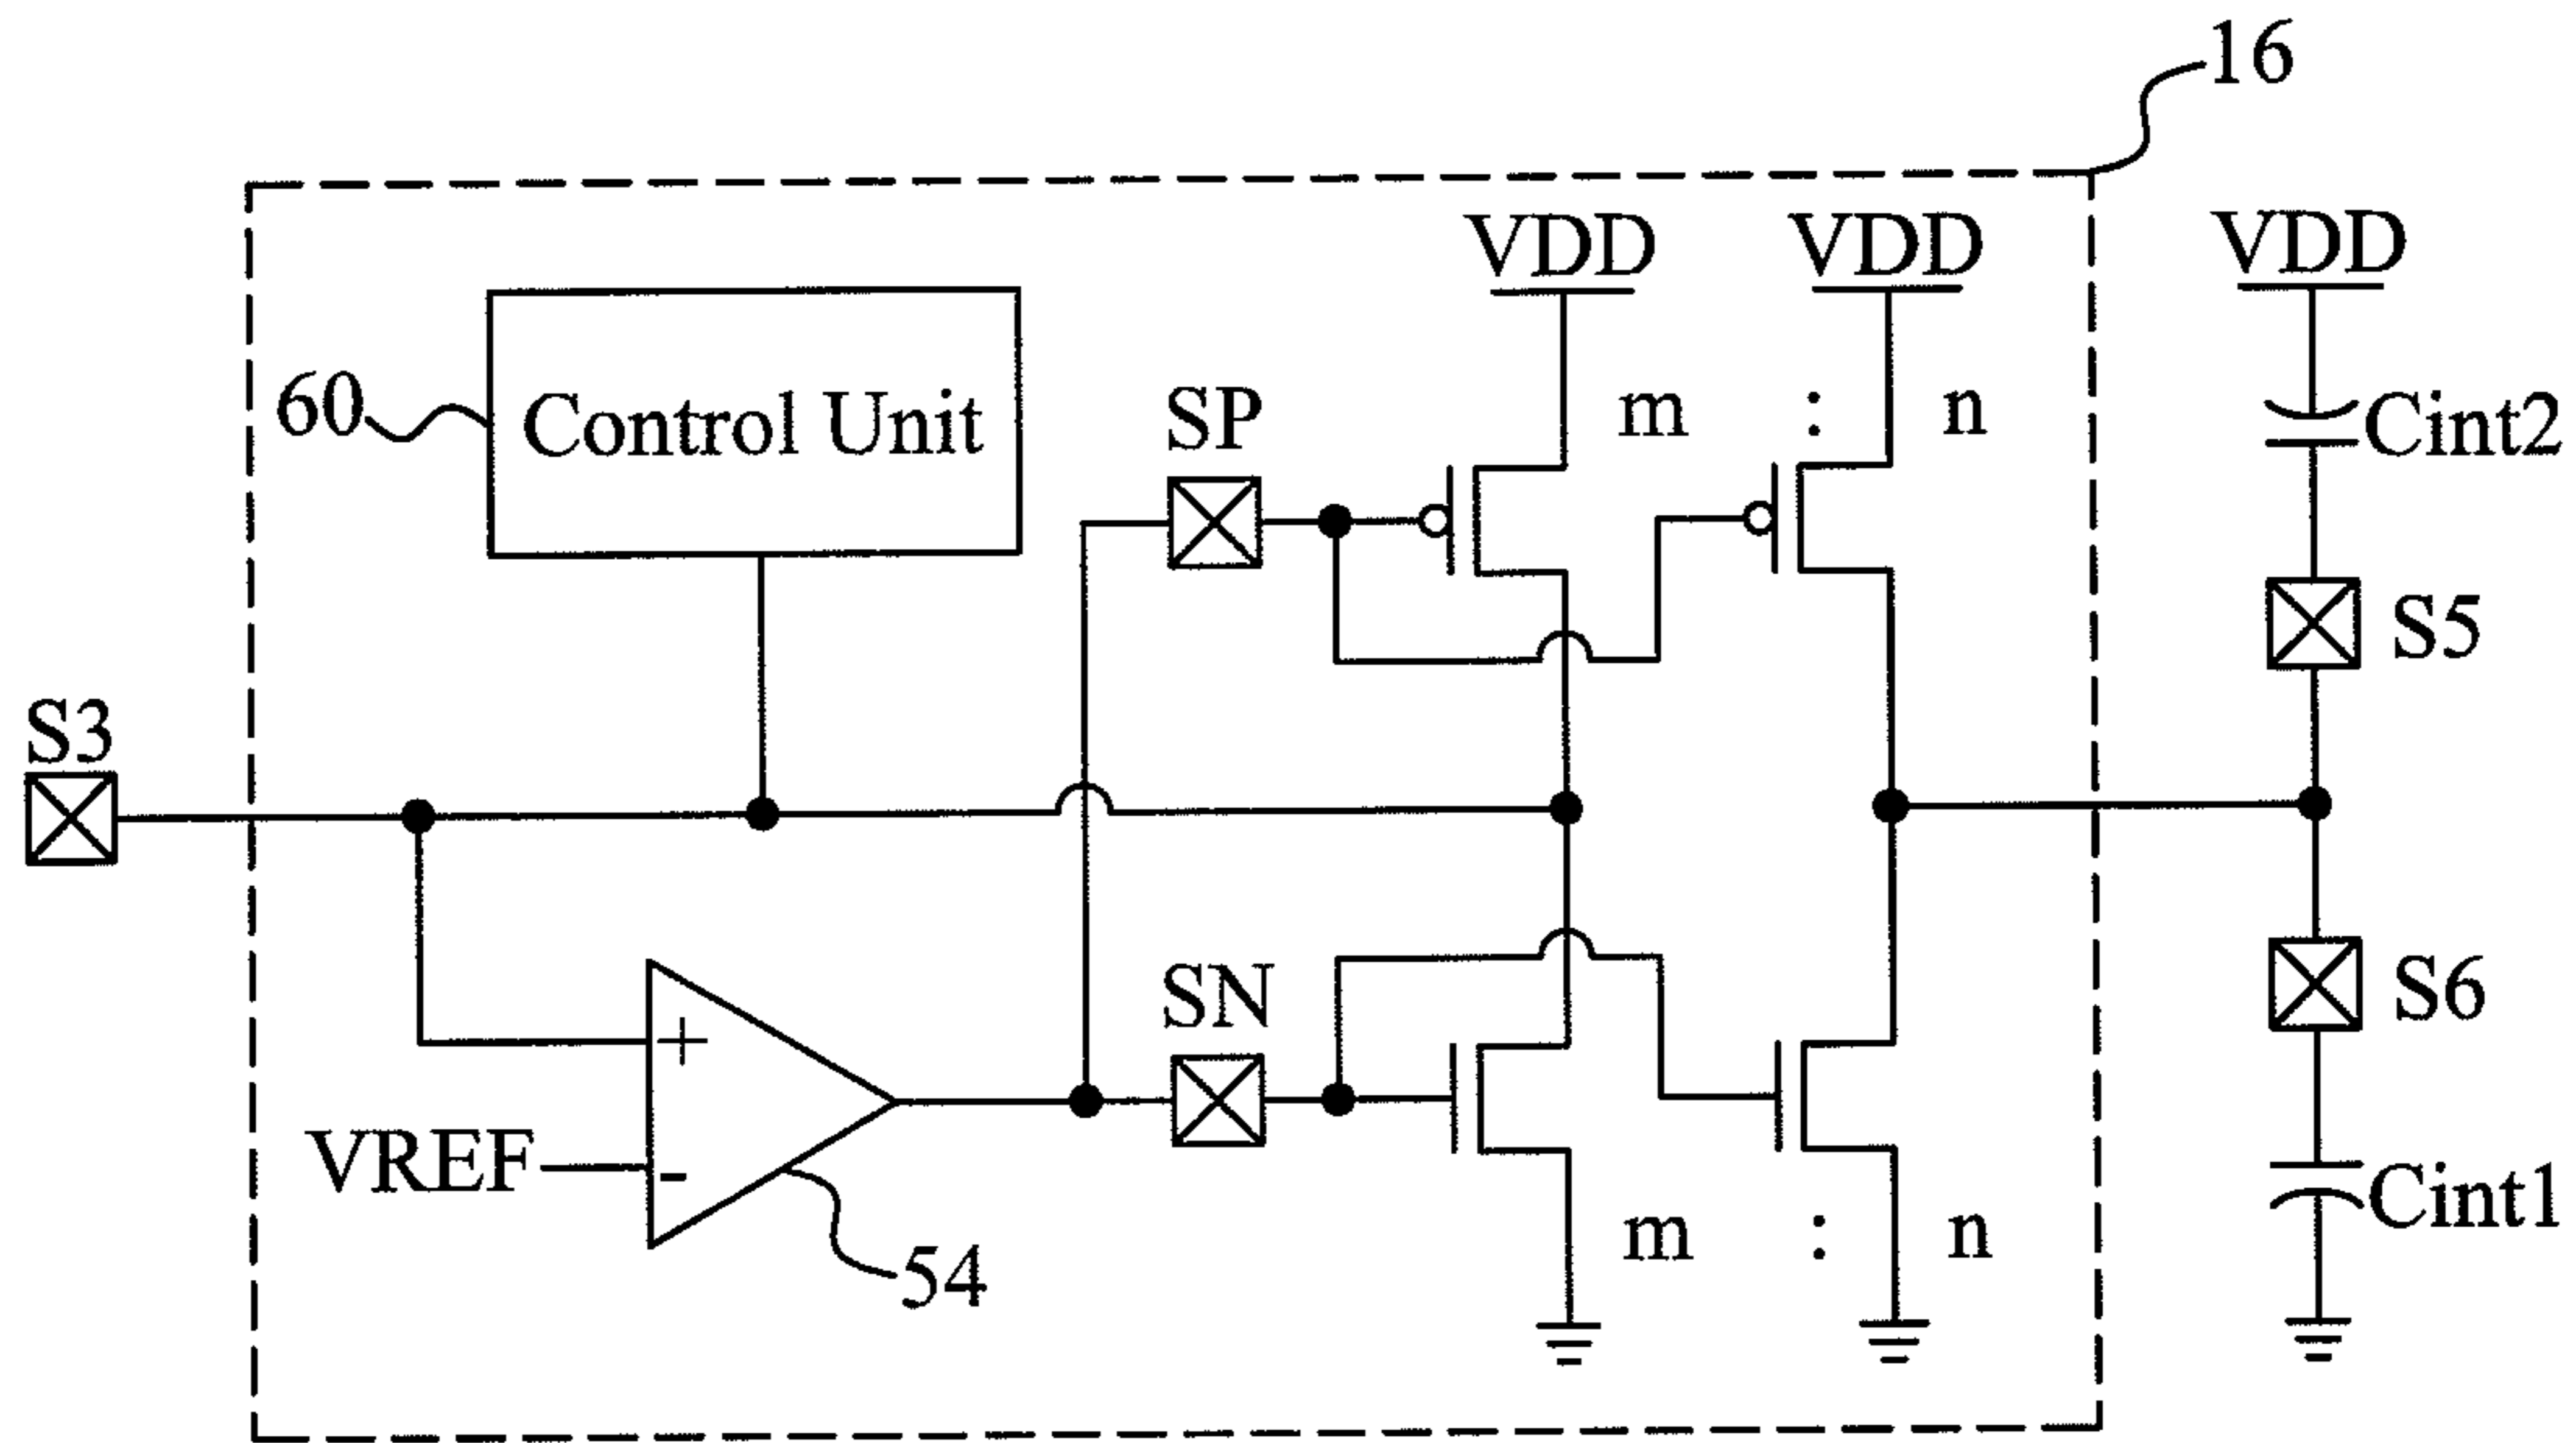 16
VDD VDD VDD
60 Control Unit SP m : n Cint2
S5
S3
+
SN S6
VREF -
54 m : n Cint1